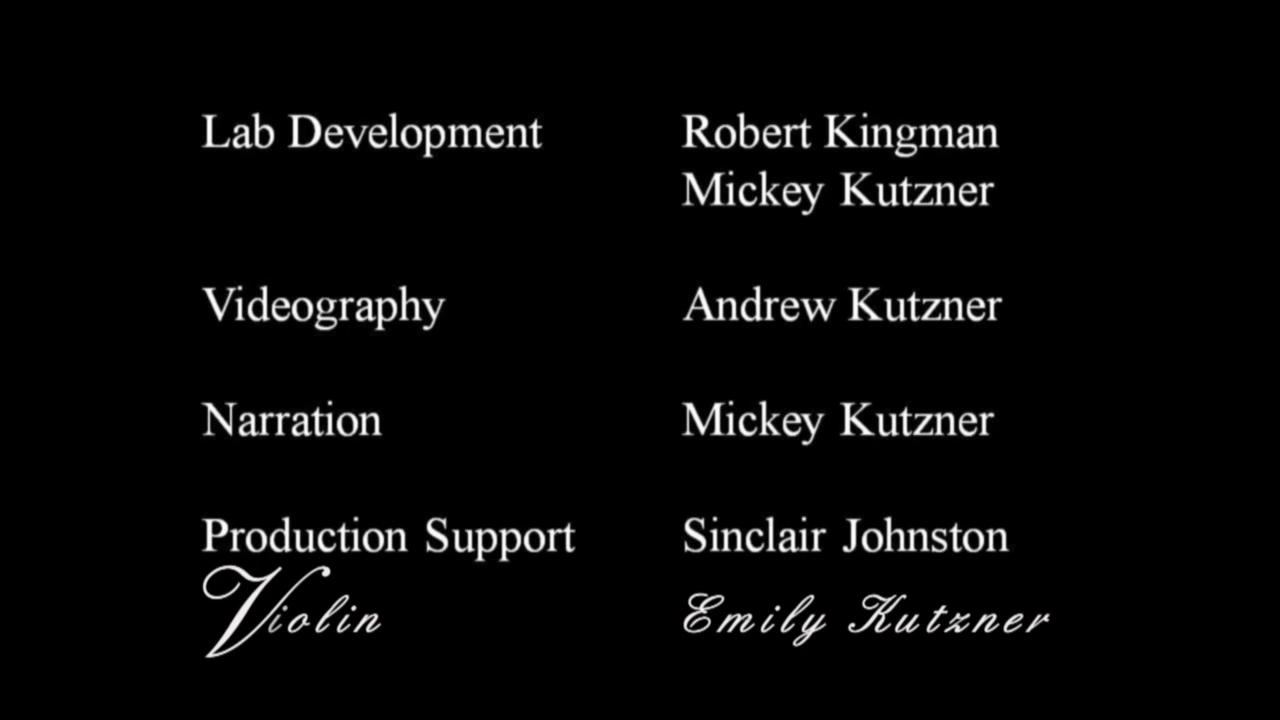 Lab Development Robert Kingman
Mickey Kutzner
Videography Andrew Kutzner
Narration Mickey Kutzner
Production Support Sinclair Johnston
Violin Emily Kutzner